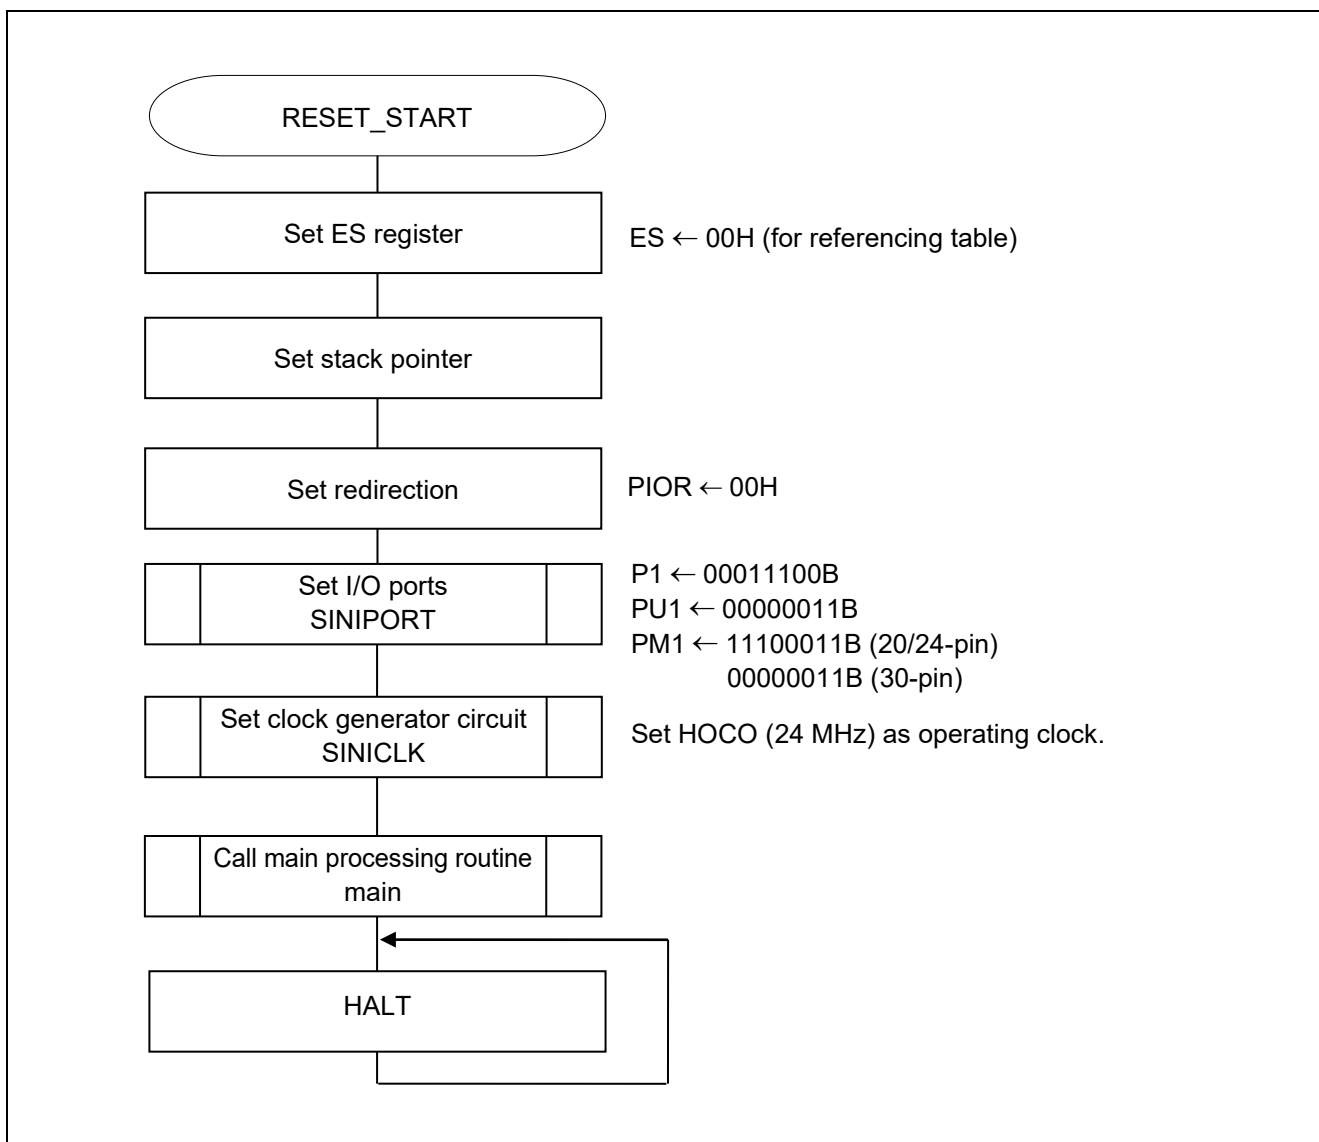 RESET_START
Set ES register
ES ← 00H (for referencing table)
Set stack pointer
Set redirection
PIOR ← 00H
Set I/O ports
SINIPORT
P1 ← 00011100B
PU1 ← 00000011B
PM1 ← 11100011B (20/24-pin)
00000011B (30-pin)
Set clock generator circuit
SINICLK
Set HOCO (24 MHz) as operating clock.
Call main processing routine
main
HALT